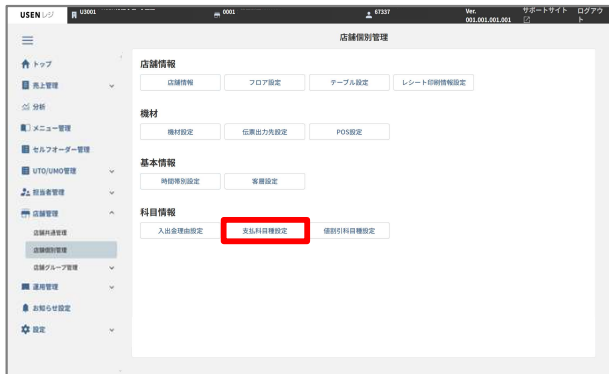 USENレジ U3001 0001 67337 Ver. 001.001.001.001 サポートサイト ログアウト
店舗個別管理
トップ
売上管理
分析
メニュー管理
セルフオーダー管理
UTO/UMO管理
担当者管理
店舗管理
店舗共通管理
店舗個別管理
店舗グループ管理
運用管理
お知らせ設定
設定
店舗情報
店舗情報 フロア設定 テーブル設定 レシート印刷情報設定
機材
機材設定 伝票出力先設定 POS設定
基本情報
時間帯別設定 客層設定
科目情報
入出金理由設定 支払科目種設定 値割引科目種設定